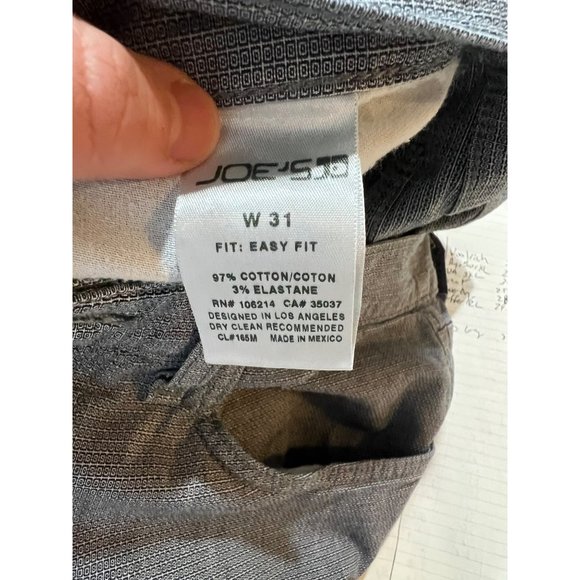 JOE'S
W 31
FIT: EASY FIT
97% COTTON/COTON
3% ELASTANE
RN# 106214 CA# 35037
DESIGNED IN LOS ANGELES
DRY CLEAN RECOMMENDED
CL#165M MADE IN MEXICO